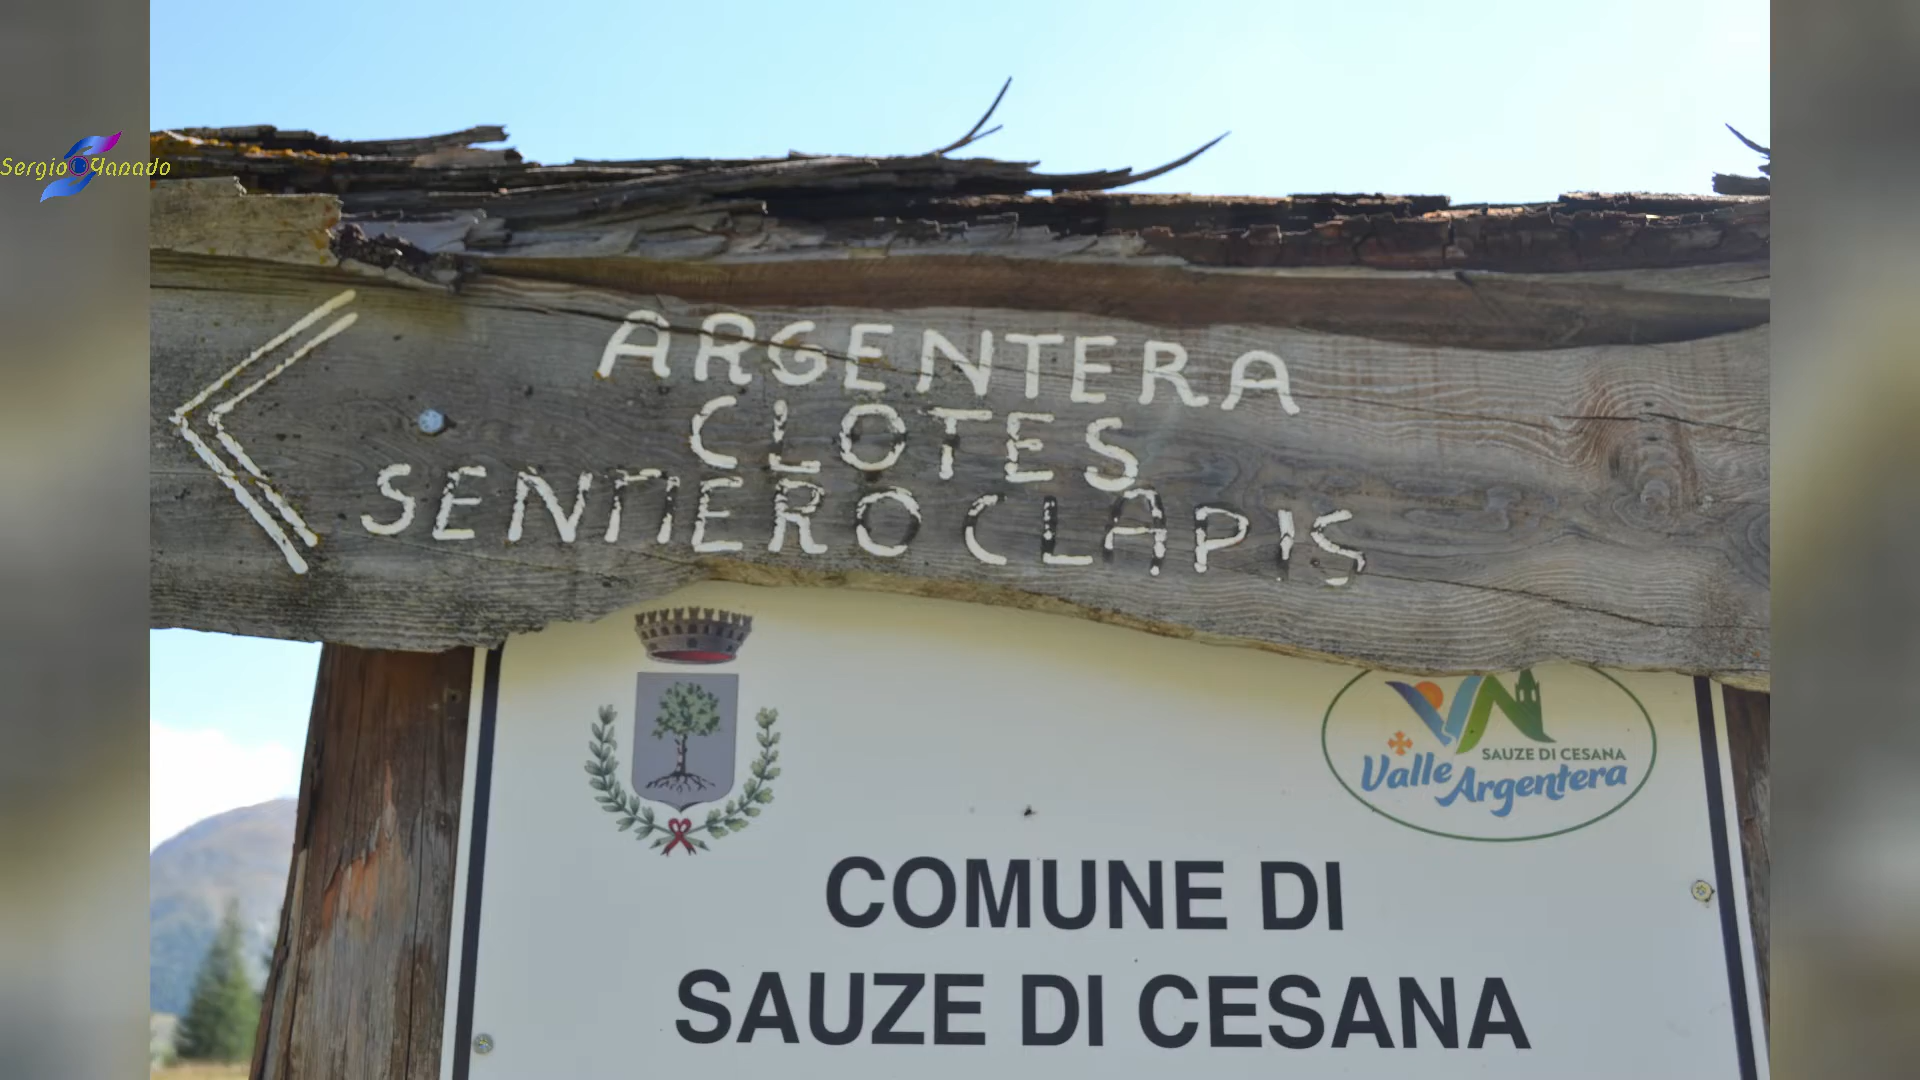 Sergio Yanado
ARGENTERA
CLOTES
SENTIERO CLAPIS
SAUZE DI CESANA
Valle Argentera
COMUNE DI
SAUZE DI CESANA